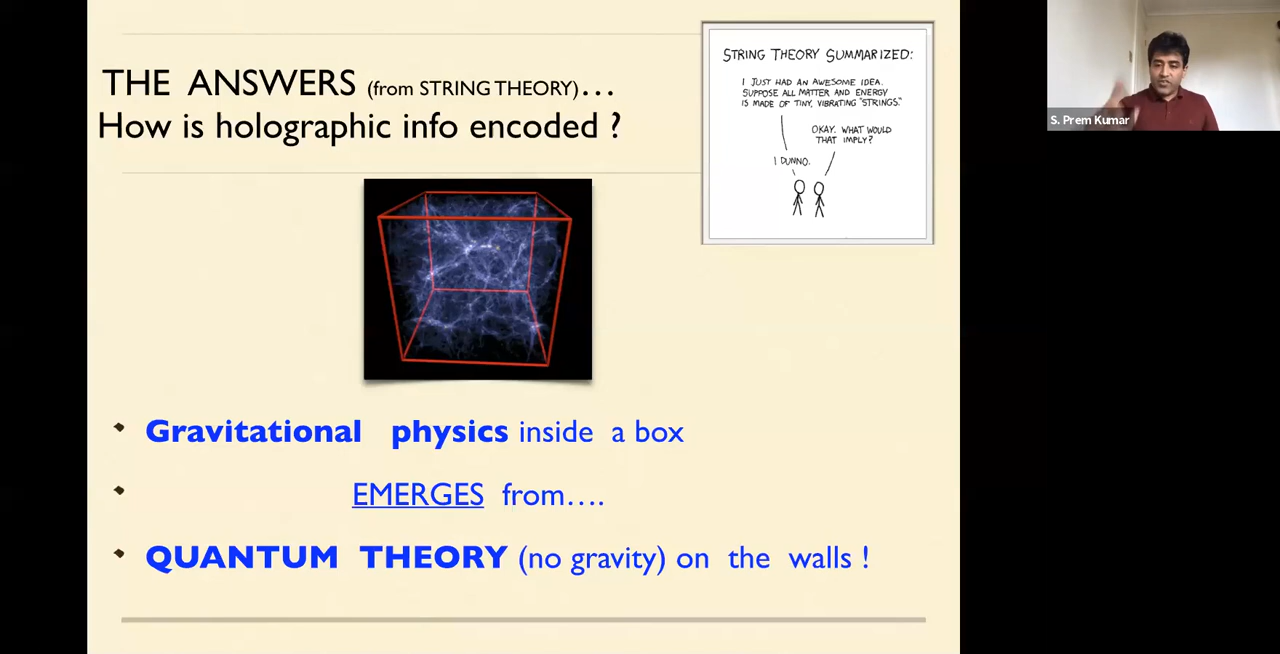 THE ANSWERS (from STRING THEORY)...
How is holographic info encoded ?
STRING THEORY SUMMARIZED:
I JUST HAD AN AWESOME IDEA.
SUPPOSE ALL MATTER AND ENERGY
IS MADE OF TINY, VIBRATING "STRINGS."
OKAY. WHAT WOULD
THAT IMPLY?
I DUNNO.
S. Prem Kumar
Gravitational physics inside a box
EMERGES from....
QUANTUM THEORY (no gravity) on the walls !